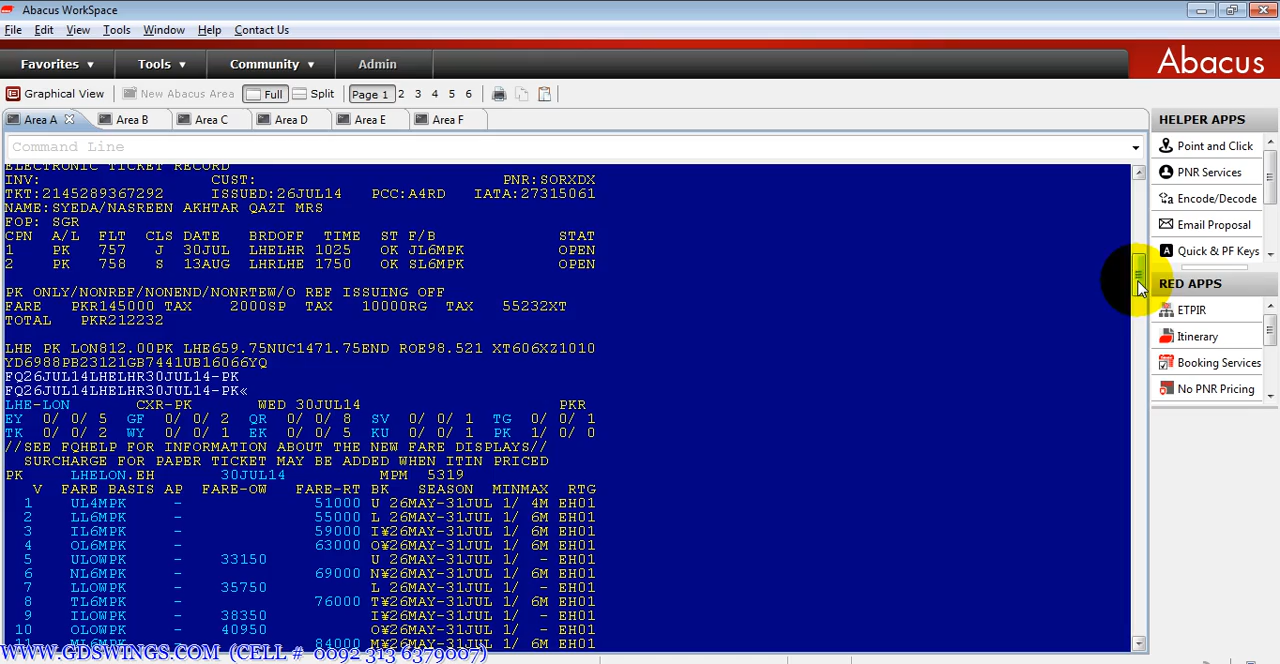 Abacus WorkSpace
File Edit View Tools Window Help Contact Us
Favorites ▼ Tools ▼ Community ▼ Admin
Abacus
Graphical View New Abacus Area Full Split Page 1 2 3 4 5 6
Area A Area B Area C Area D Area E Area F
Command Line
ELECTRONIC TICKET RECORD
INV: CUST: PNR:SORXDX
TKT:2145289367292 ISSUED:26JUL14 PCC:A4RD IATA:27315061
NAME:SYEDA/NASREEN AKHTAR QAZI MRS
FOP: SGR
CPN A/L FLT CLS DATE BRDOFF TIME ST F/B STAT
1 PK 757 J 30JUL LHELHR 1025 OK JL6MPK OPEN
2 PK 758 S 13AUG LHRLHE 1750 OK SL6MPK OPEN
PK ONLY/NONREF/NONEND/NONRTEW/O REF ISSUING OFF
FARE PKR145000 TAX 2000SP TAX 10000RG TAX 55232XT
TOTAL PKR212232
LHE PK LON812.00PK LHE659.75NUC1471.75END ROE98.521 XT606XZ1010
YD6988PB23121GB7441UB16066YQ
FQ26JUL14LHELHR30JUL14-PK
FQ26JUL14LHELHR30JUL14-PK«
LHE-LON CXR-PK WED 30JUL14 PKR
EY 0/ 0/ 5 GF 0/ 0/ 2 QR 0/ 0/ 8 SV 0/ 0/ 1 TG 0/ 0/ 1
TK 0/ 0/ 2 WY 0/ 0/ 1 EK 0/ 0/ 5 KU 0/ 0/ 1 PK 1/ 0/ 0
//SEE FQHELP FOR INFORMATION ABOUT THE NEW FARE DISPLAYS//
SURCHARGE FOR PAPER TICKET MAY BE ADDED WHEN ITIN PRICED
PK LHELON.EH 30JUL14 MPM 5319
V FARE BASIS AP FARE-OW FARE-RT BK SEASON MINMAX RTG
1 UL4MPK - 51000 U 26MAY-31JUL 1/ 4M EH01
2 LL6MPK - 55000 L 26MAY-31JUL 1/ 6M EH01
3 IL6MPK - 59000 I¥26MAY-31JUL 1/ 6M EH01
4 OL6MPK - 63000 O¥26MAY-31JUL 1/ 6M EH01
5 ULOWPK - 33150 U 26MAY-31JUL 1/ - EH01
6 NL6MPK - 69000 N¥26MAY-31JUL 1/ 6M EH01
7 LLOWPK - 35750 L 26MAY-31JUL 1/ - EH01
8 TL6MPK - 76000 T¥26MAY-31JUL 1/ 6M EH01
9 ILOWPK - 38350 I¥26MAY-31JUL 1/ - EH01
10 OLOWPK - 40950 O¥26MAY-31JUL 1/ - EH01
11 ML6MPK - 84000 M¥26MAY-31JUL 1/ 6M EH01
WWW.GDSWINGS.COM (CELL # 0092 313 6379007)
HELPER APPS
Point and Click
PNR Services
Encode/Decode
Email Proposal
Quick & PF Keys
RED APPS
ETPIR
Itinerary
Booking Services
No PNR Pricing